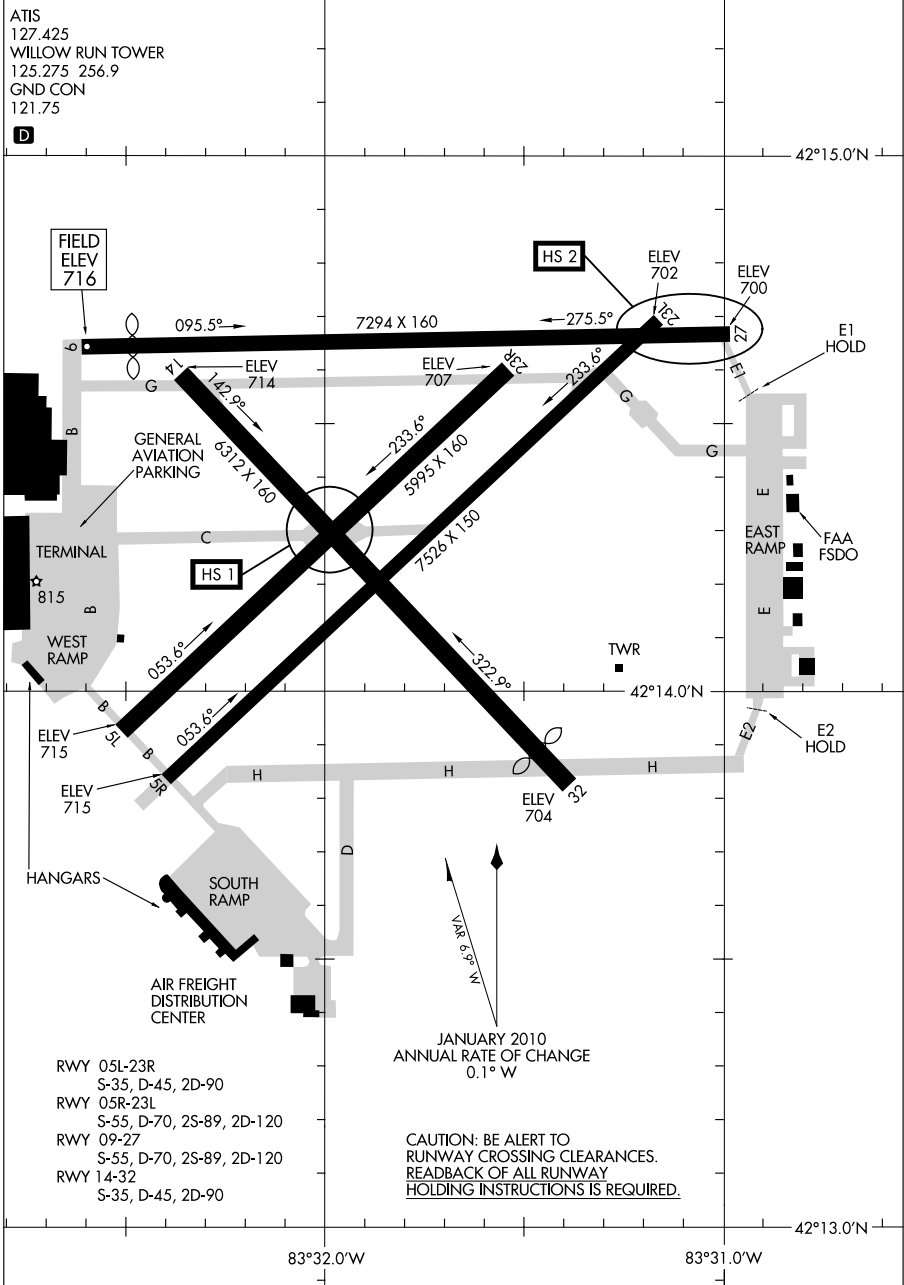 ATIS
127.425
WILLOW RUN TOWER
125.275 256.9
GND CON
121.75
D
42°15.0'N
FIELD
ELEV
716
HS 2
ELEV
702
ELEV
700
095.5°
7294 X 160
275.5°
23L
27
9
E1
HOLD
E1
14
ELEV
714
ELEV
707
23R
G
142.9°
233.6°
233.6°
G
B
GENERAL
AVIATION
PARKING
6312 X 160
5995 X 160
G
E
C
7526 X 150
EAST
RAMP
FAA
FSDO
TERMINAL
HS 1
815
B
E
WEST
RAMP
053.6°
322.9°
TWR
42°14.0'N
B
053.6°
ELEV
715
5L
B
E2
E2
HOLD
ELEV
715
5R
H
H
H
ELEV
704
32
D
HANGARS
SOUTH
RAMP
VAR 6.9° W
AIR FREIGHT
DISTRIBUTION
CENTER
JANUARY 2010
ANNUAL RATE OF CHANGE
0.1° W
RWY 05L-23R
S-35, D-45, 2D-90
RWY 05R-23L
S-55, D-70, 2S-89, 2D-120
RWY 09-27
S-55, D-70, 2S-89, 2D-120
RWY 14-32
S-35, D-45, 2D-90
CAUTION: BE ALERT TO
RUNWAY CROSSING CLEARANCES.
READBACK OF ALL RUNWAY
HOLDING INSTRUCTIONS IS REQUIRED.
42°13.0'N
83°32.0'W
83°31.0'W